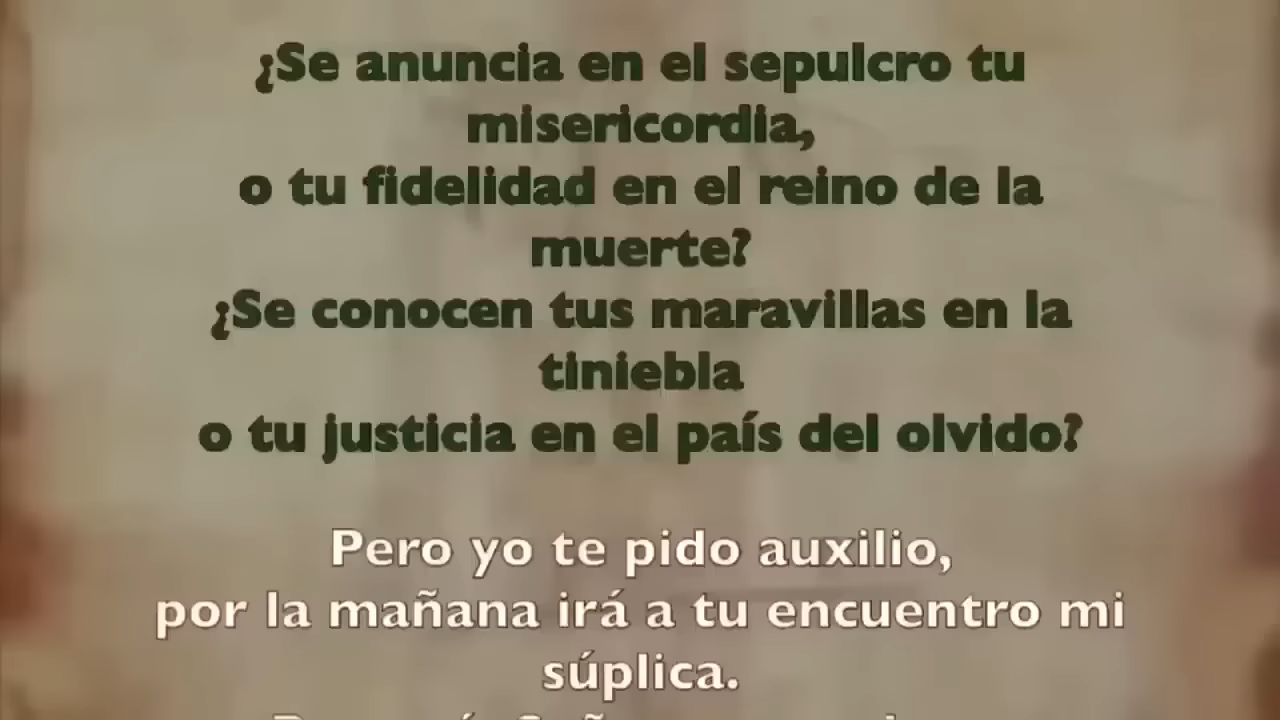 ¿Se anuncia en el sepulcro tu
misericordia,
o tu fidelidad en el reino de la
muerte?
¿Se conocen tus maravillas en la
tiniebla
o tu justicia en el país del olvido?
Pero yo te pido auxilio,
por la mañana irá a tu encuentro mi
súplica.